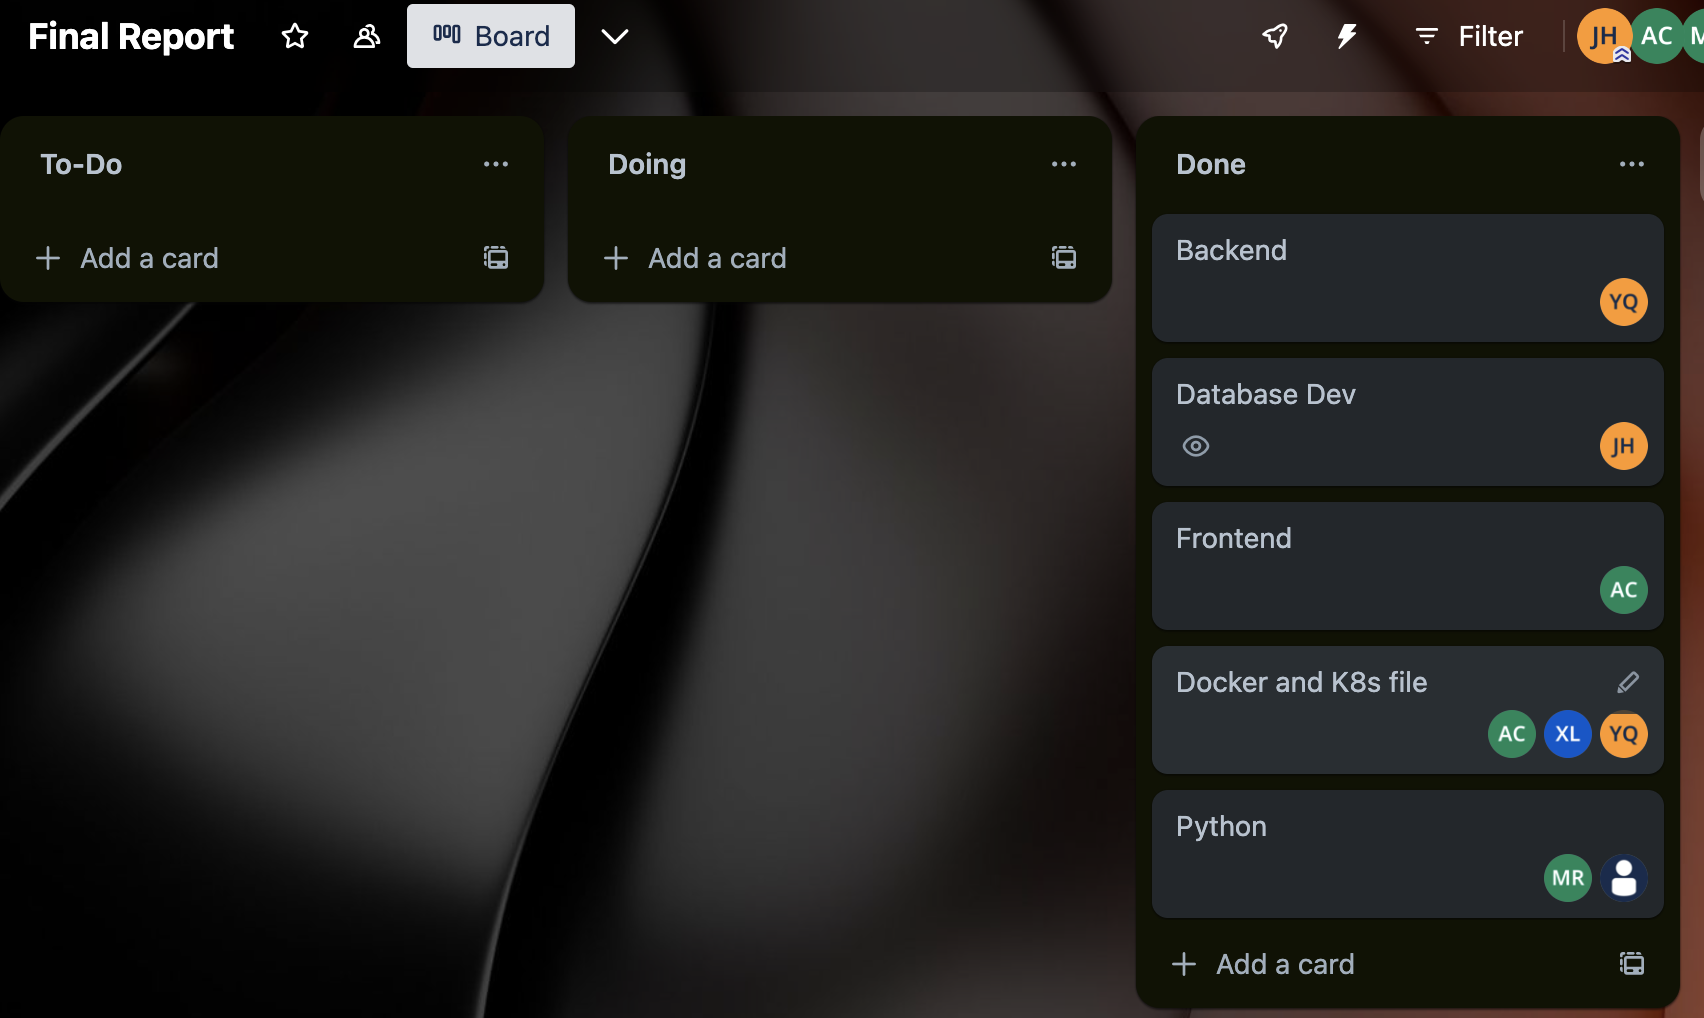 Final Report Board Filter JH AC M
To-Do
Add a card
Doing
Add a card
Done
Backend
YQ
Database Dev
JH
Frontend
AC
Docker and K8s file
AC XL YQ
Python
MR
Add a card